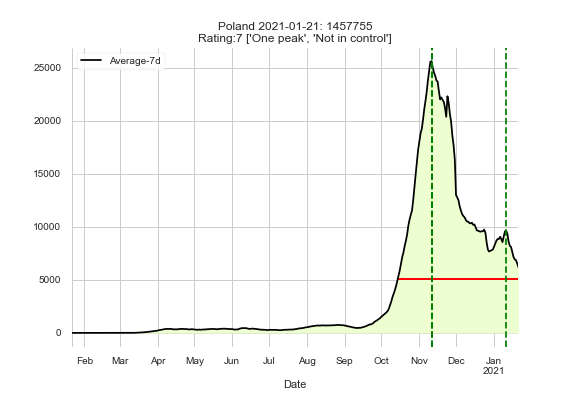 Poland 2021-01-21: 1457755
Rating:7 ['One peak', 'Not in control']
Average-7d
25000
20000
15000
10000
5000
0
Feb Mar Apr May Jun Jul Aug Sep Oct Nov Dec Jan
2021
Date